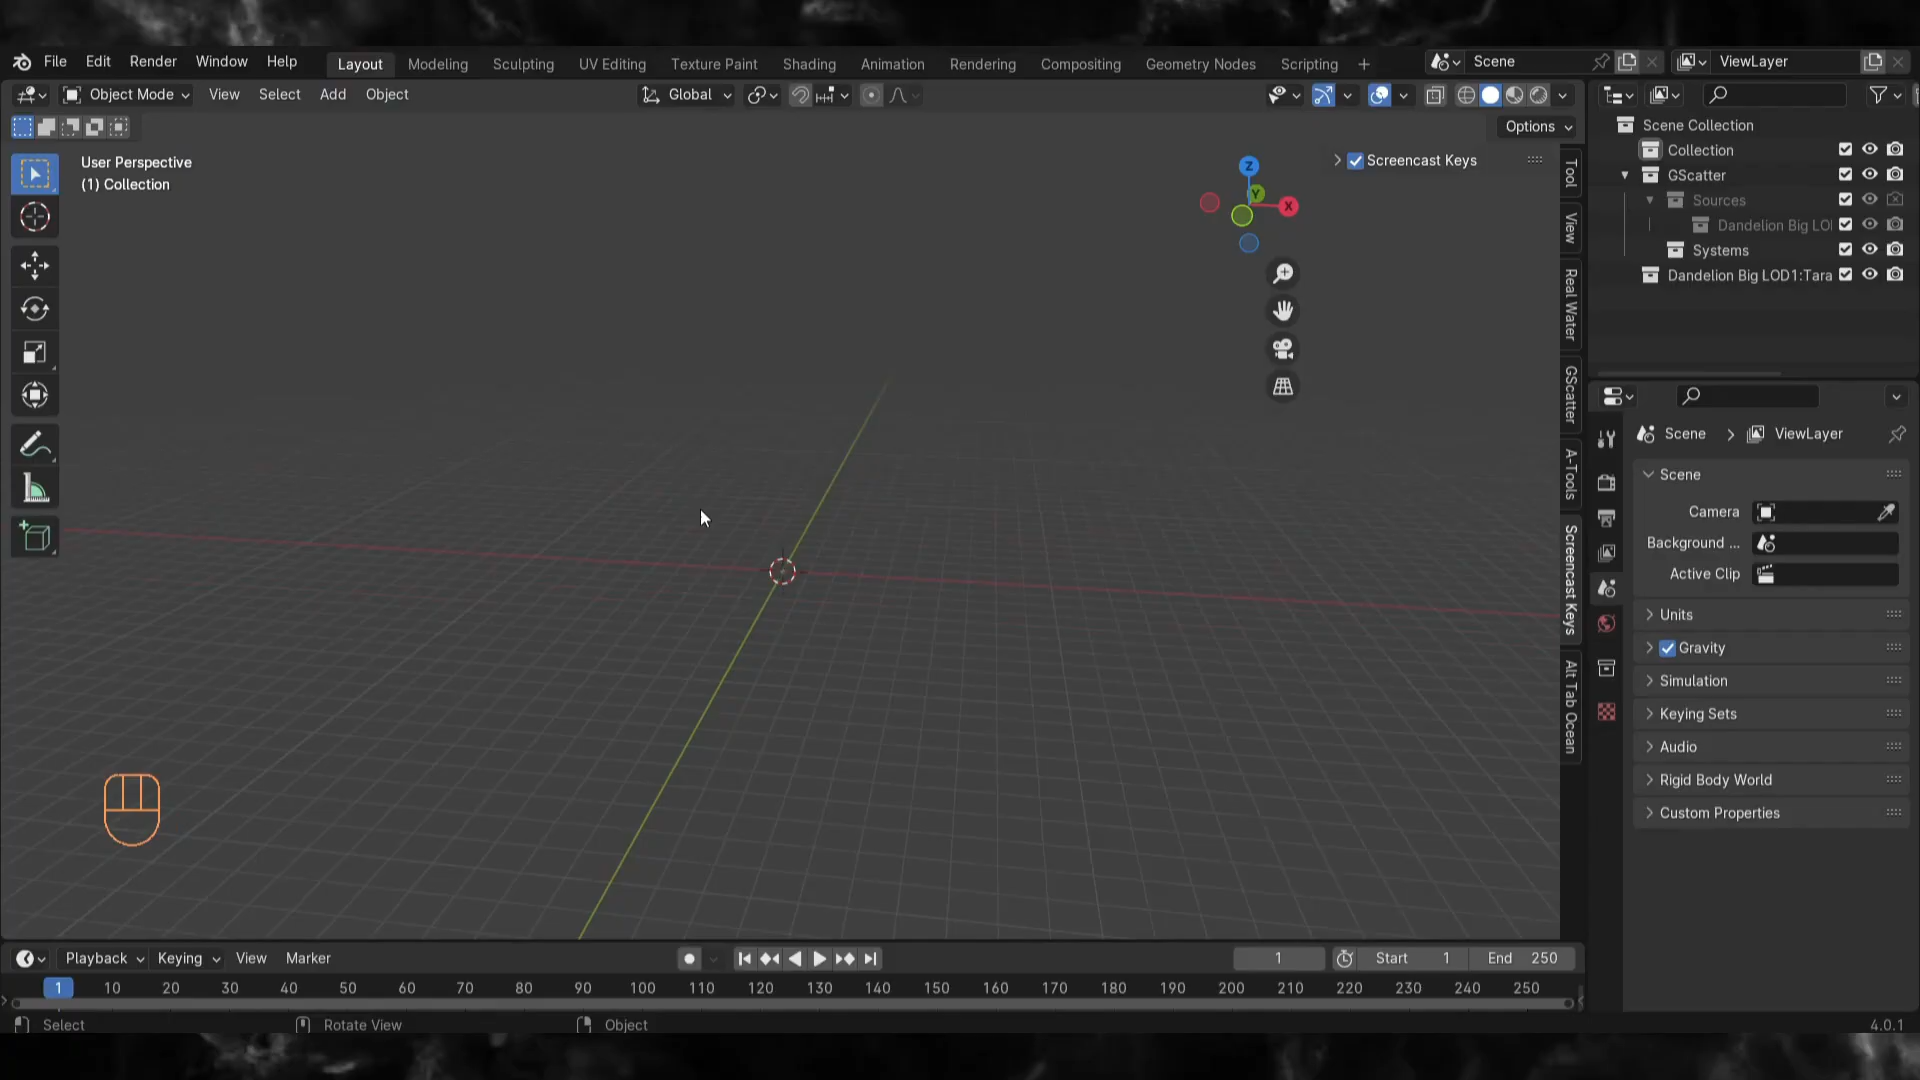 File Edit Render Window Help Layout Modeling Sculpting UV Editing Texture Paint Shading Animation Rendering Compositing Geometry Nodes Scripting + Scene ViewLayer
Object Mode View Select Add Object Global
Options
User Perspective
(1) Collection
Z
Y
X
Screencast Keys
Tool
View
Real Water
GScatter
A-Tools
Screencast Keys
Alt Tab Ocean
Scene Collection
Collection
GScatter
Sources
Dandelion Big LO
Systems
Dandelion Big LOD1:Tara
Scene ViewLayer
Scene
Camera
Background ...
Active Clip
Units
Gravity
Simulation
Keying Sets
Audio
Rigid Body World
Custom Properties
Playback Keying View Marker 1 Start 1 End 250
1 10 20 30 40 50 60 70 80 90 100 110 120 130 140 150 160 170 180 190 200 210 220 230 240 250
Select Rotate View Object 4.0.1